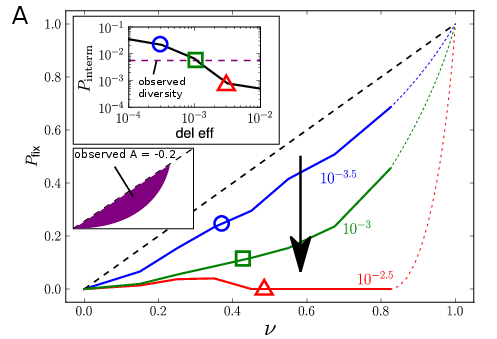 A
1.0
0.8
0.6
0.4
0.2
0.0
P_fix
0.0 0.2 0.4 0.6 0.8 1.0
ν
10^-1
10^-2
10^-3
10^-4
P_interm
observed
diversity
10^-4 10^-3 10^-2
del eff
observed A = -0.2
10^-3.5
10^-3
10^-2.5